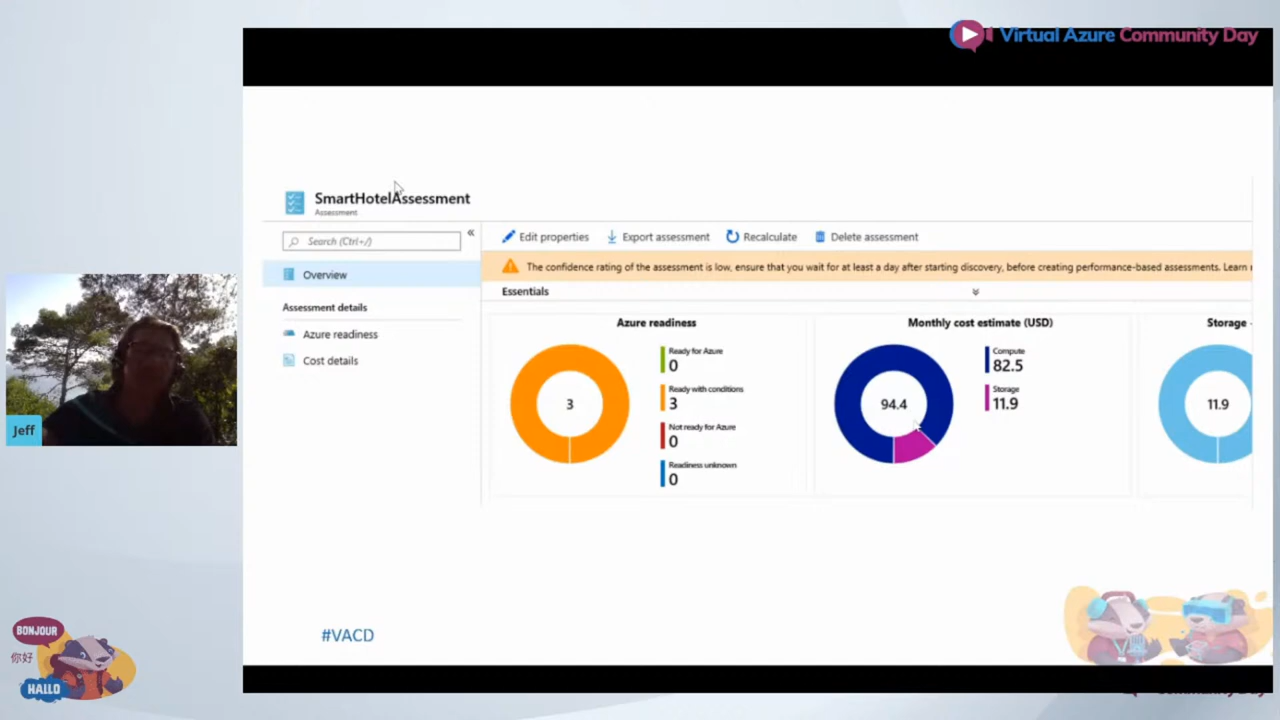 Virtual Azure Community Day
SmartHotelAssessment
Assessment
Search (Ctrl+/)
«
Overview
Assessment details
Azure readiness
Cost details
Edit properties
Export assessment
Recalculate
Delete assessment
The confidence rating of the assessment is low, ensure that you wait for at least a day after starting discovery, before creating performance-based assessments. Learn
Essentials
Azure readiness
3
Ready for Azure
0
Ready with conditions
3
Not ready for Azure
0
Readiness unknown
0
Monthly cost estimate (USD)
94.4
Compute
82.5
Storage
11.9
Storage -
11.9
Jeff
BONJOUR
你好
HALLO
#VACD